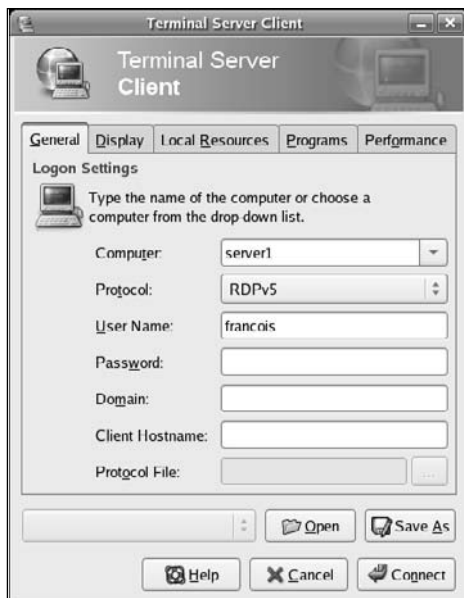 Terminal Server Client
Terminal Server
Client
General Display Local Resources Programs Performance
Logon Settings
Type the name of the computer or choose a
computer from the drop down list.
Computer: server1
Protocol: RDPv5
User Name: francois
Password:
Domain:
Client Hostname:
Protocol File: ...
Open Save As
Help Cancel Connect